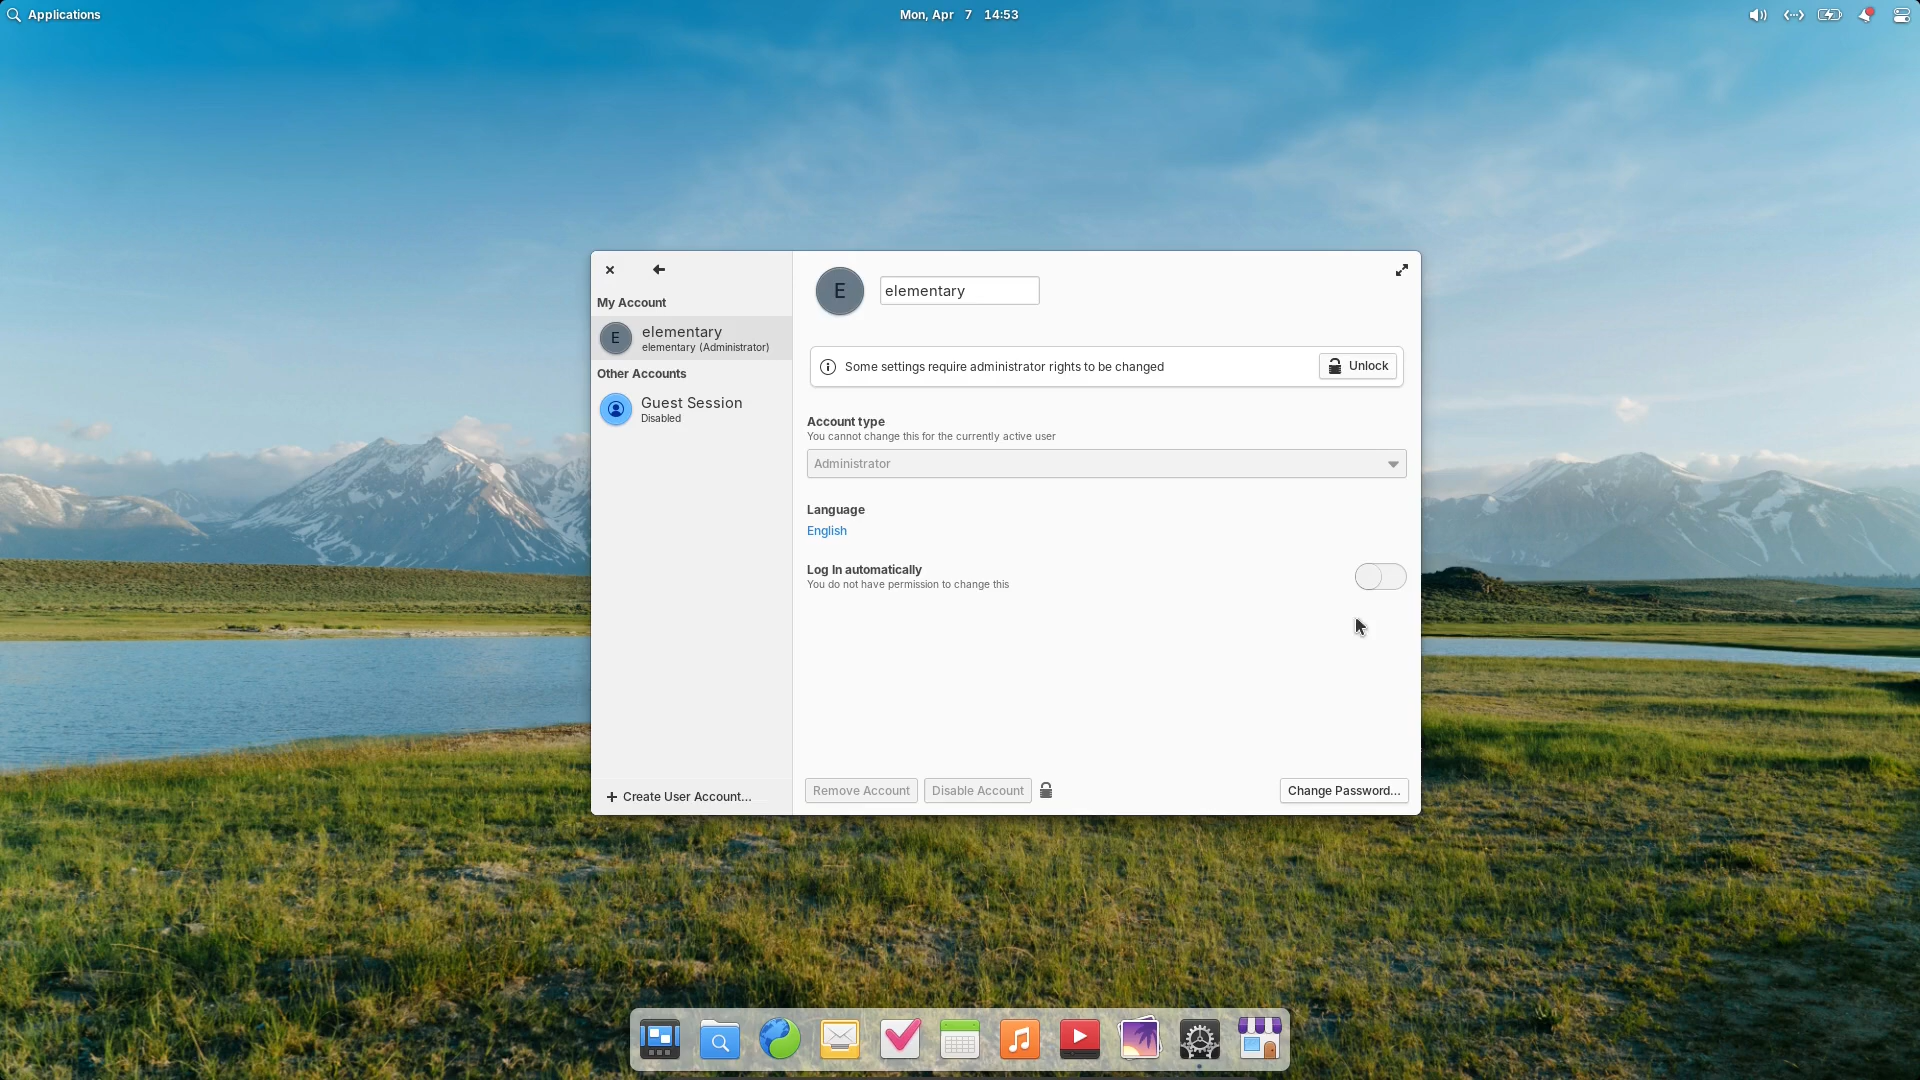 Applications
Mon, Apr 7 14:53
My Account
E
elementary
elementary (Administrator)
Other Accounts
Guest Session
Disabled
+ Create User Account...
E
elementary
Some settings require administrator rights to be changed
Unlock
Account type
You cannot change this for the currently active user
Administrator
Language
English
Log In automatically
You do not have permission to change this
Remove Account
Disable Account
Change Password...